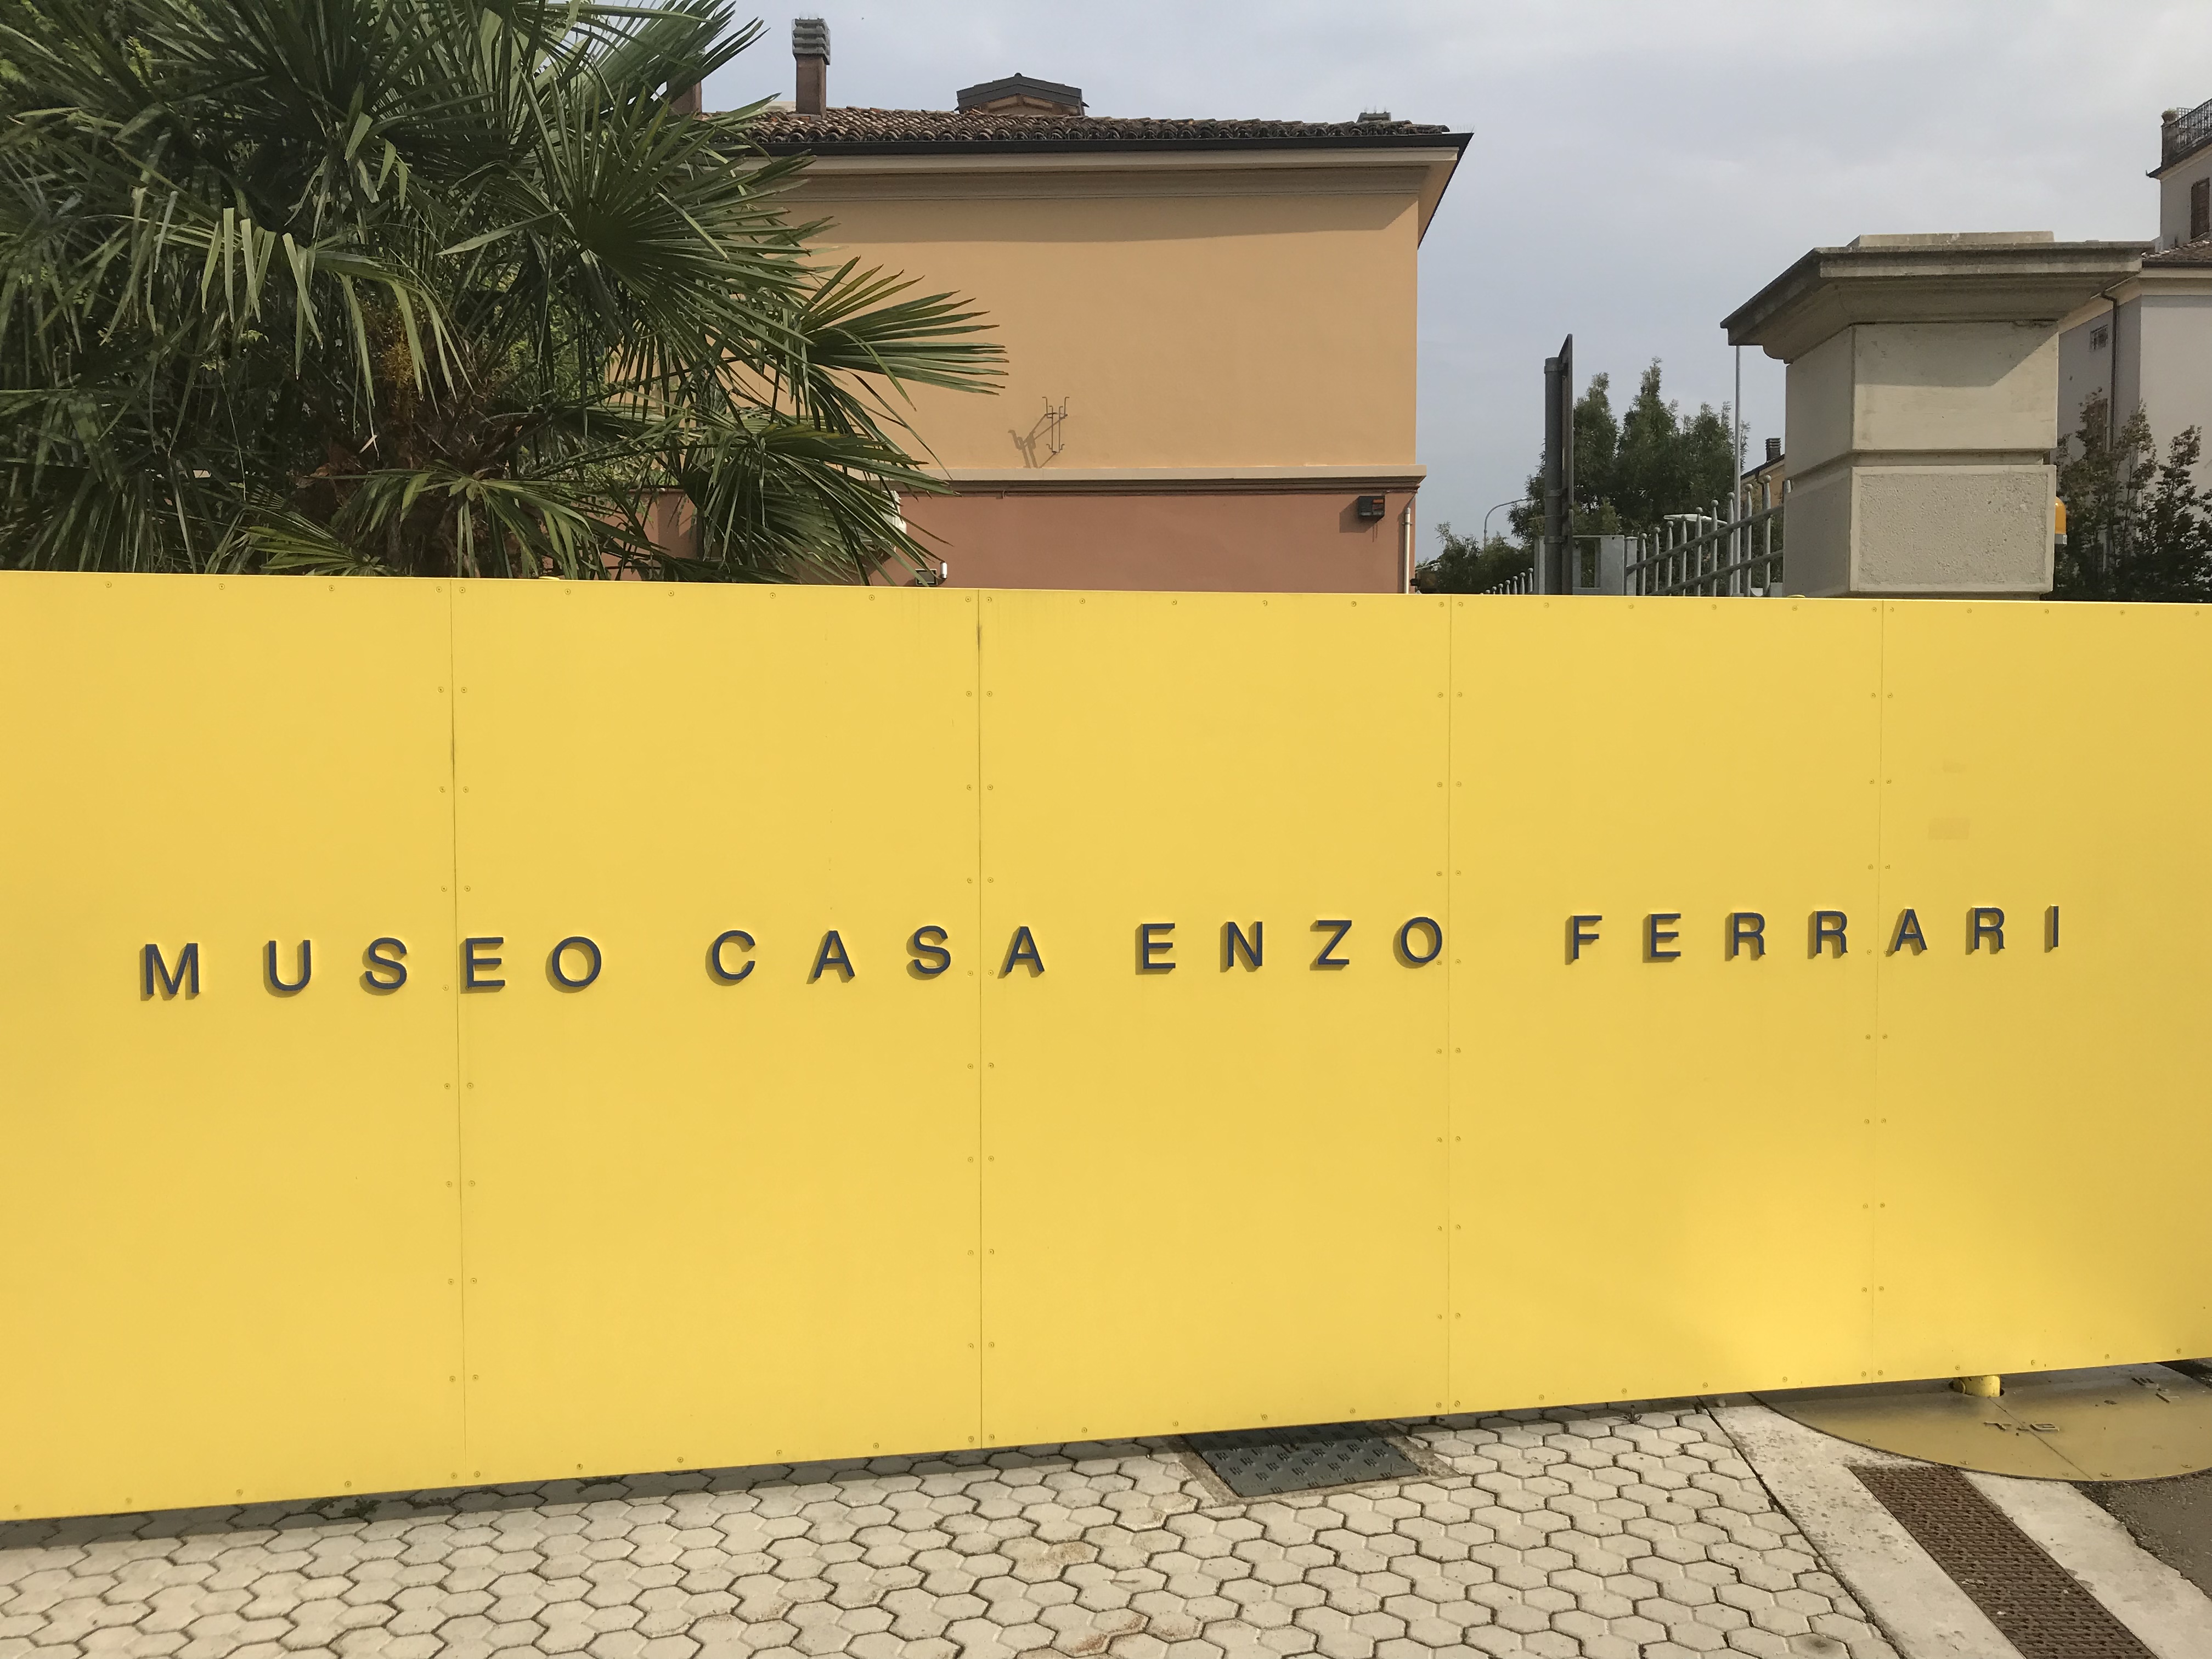 MUSEO CASA ENZO FERRARI